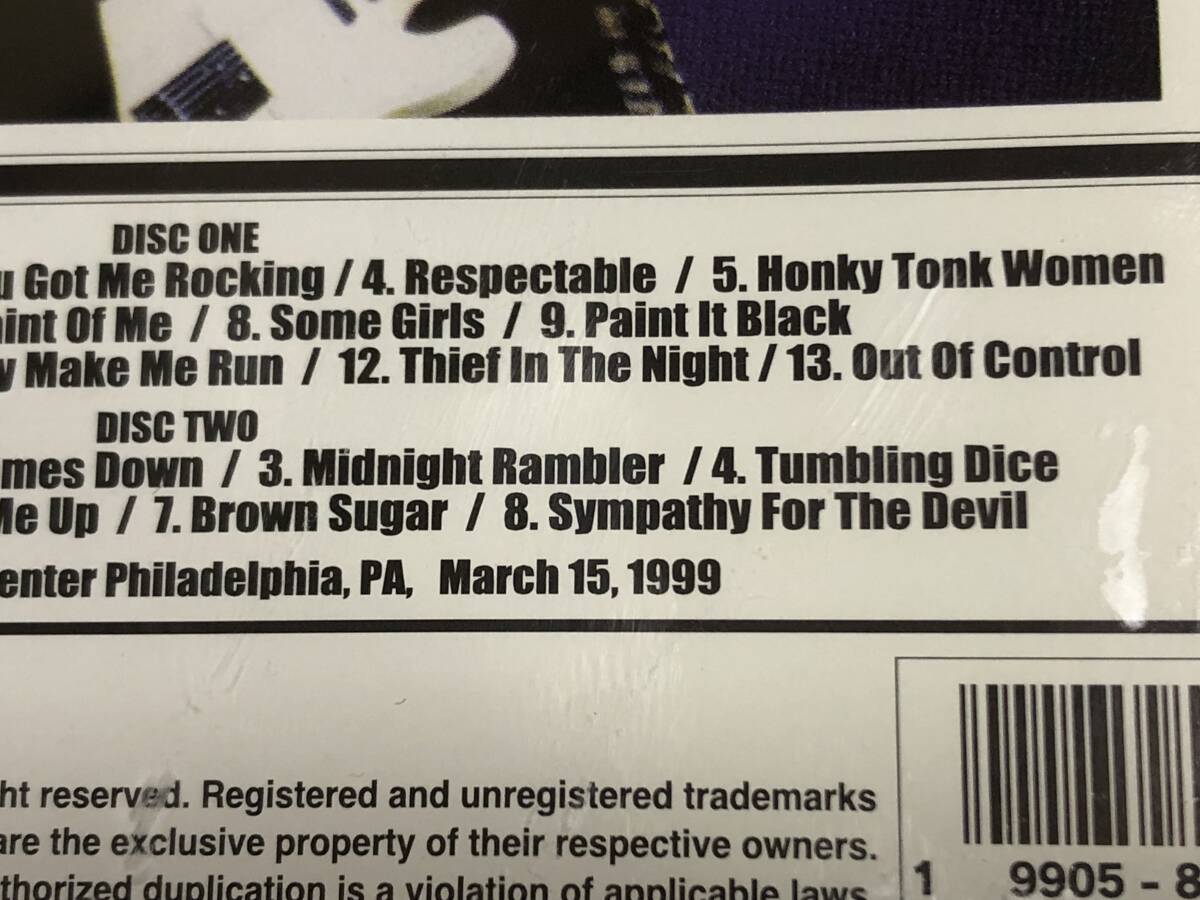 DISC ONE
u Got Me Rocking / 4. Respectable / 5. Honky Tonk Women
aint Of Me / 8. Some Girls / 9. Paint It Black
y Make Me Run / 12. Thief In The Night / 13. Out Of Control
DISC TWO
mes Down / 3. Midnight Rambler / 4. Tumbling Dice
Me Up / 7. Brown Sugar / 8. Sympathy For The Devil
enter Philadelphia, PA, March 15, 1999
ht reserved. Registered and unregistered trademarks
are the exclusive property of their respective owners.
thorized duplication is a violation of applicable laws
1 9905 - 8